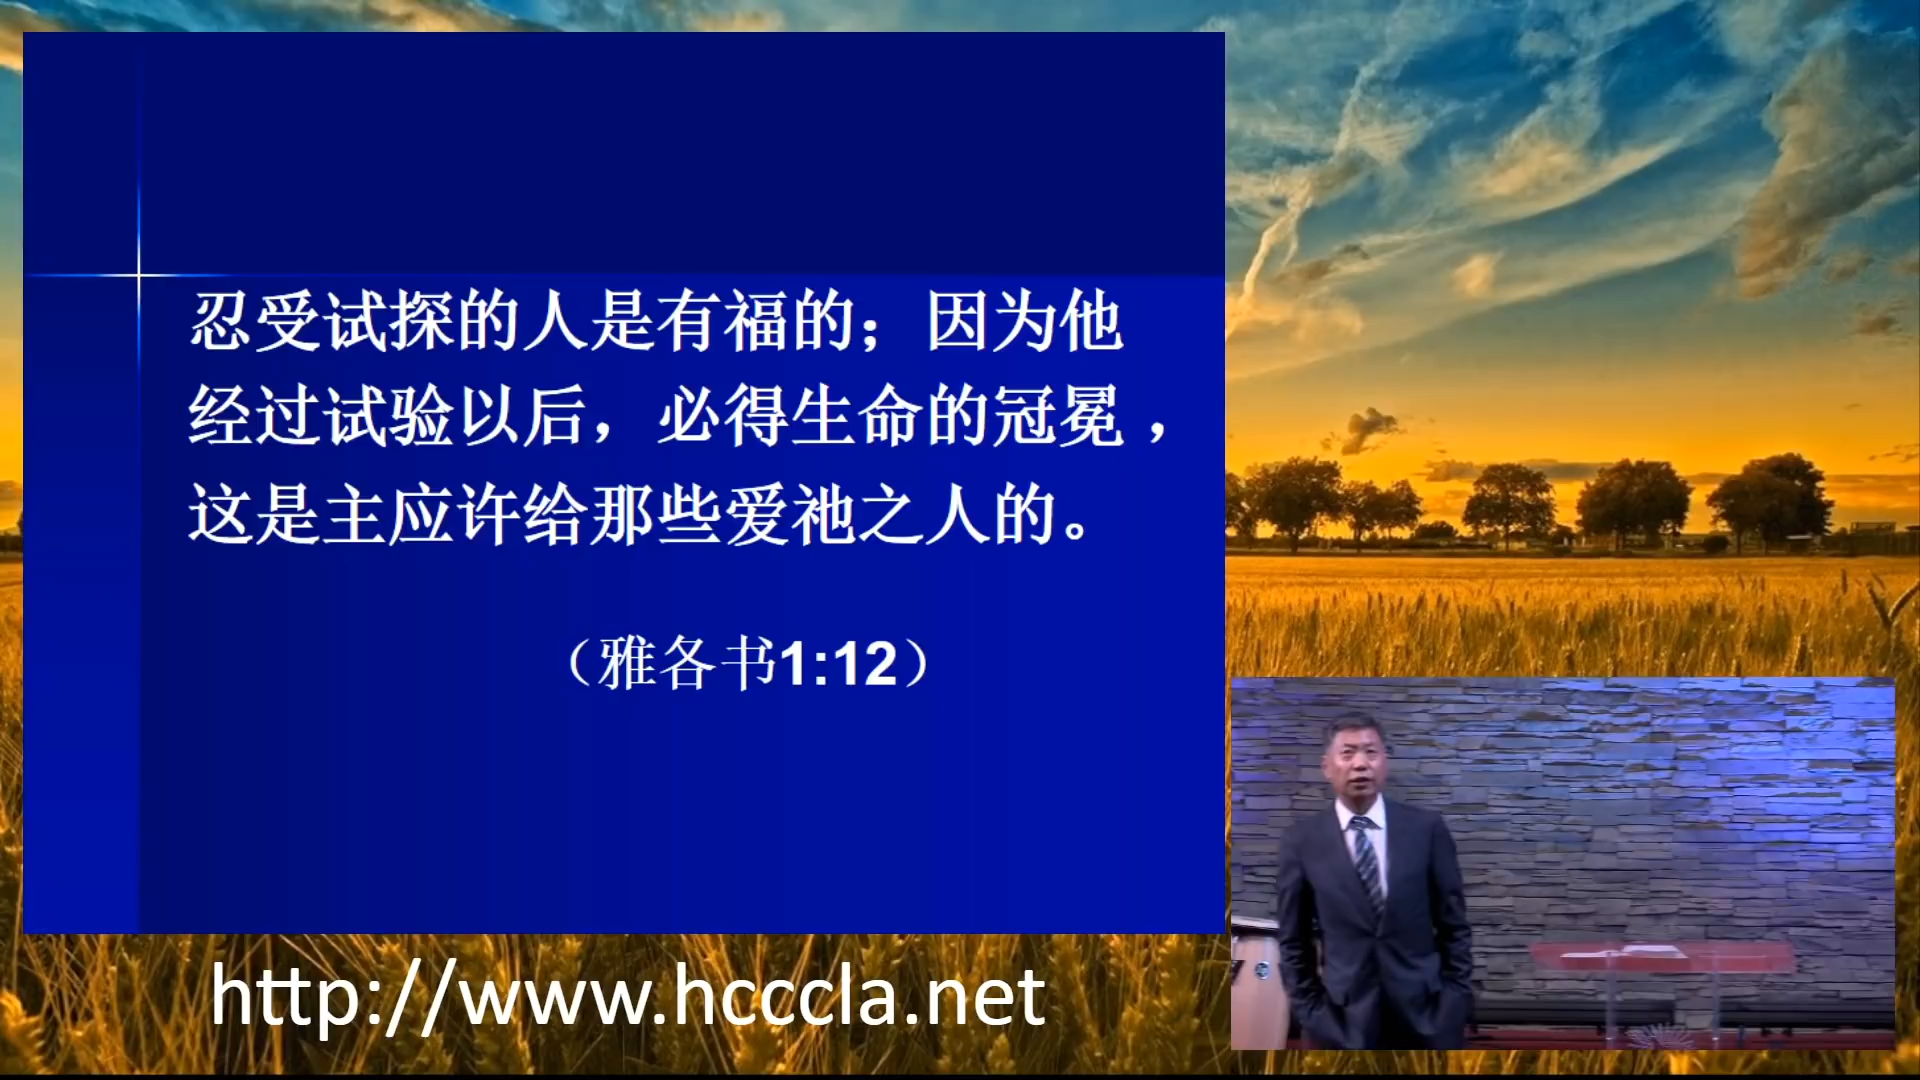 忍受试探的人是有福的；因为他
经过试验以后，必得生命的冠冕，
这是主应许给那些爱祂之人的。
（雅各书1:12）
http://www.hcccla.net